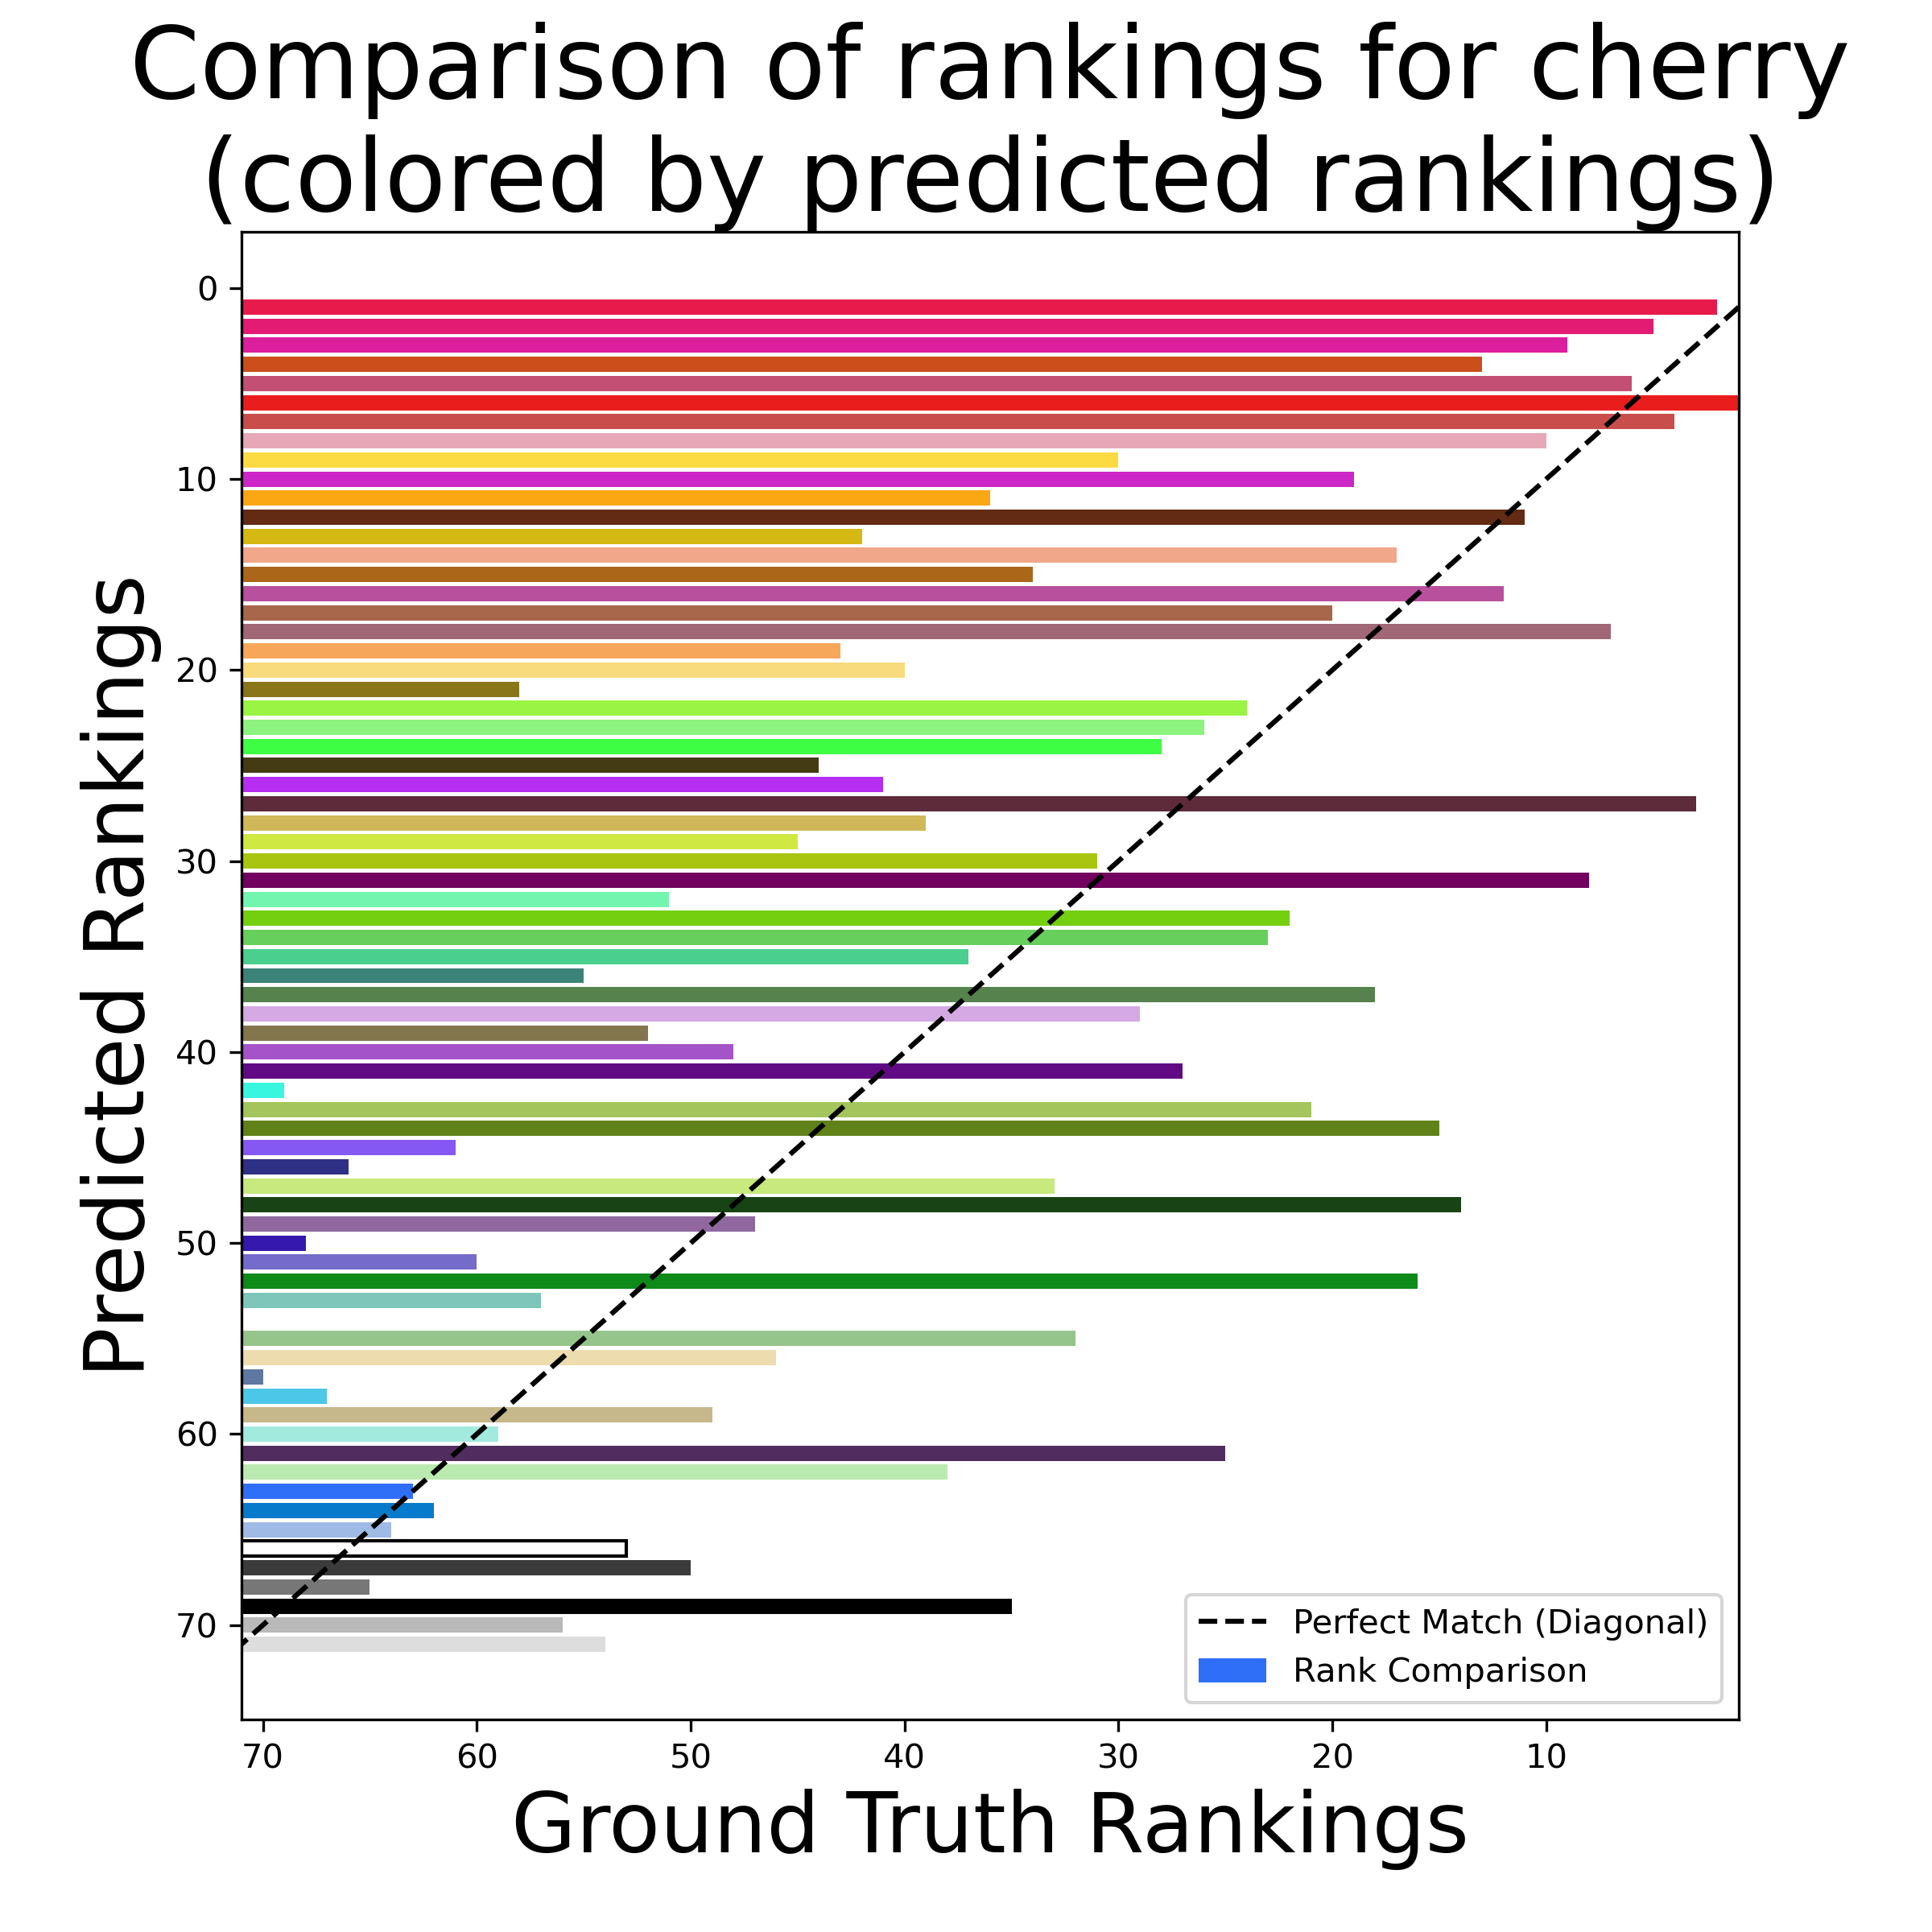 Comparison of rankings for cherry
(colored by predicted rankings)
Predicted Rankings
0
10
20
30
40
50
60
70
70 60 50 40 30 20 10
Ground Truth Rankings
Perfect Match (Diagonal)
Rank Comparison